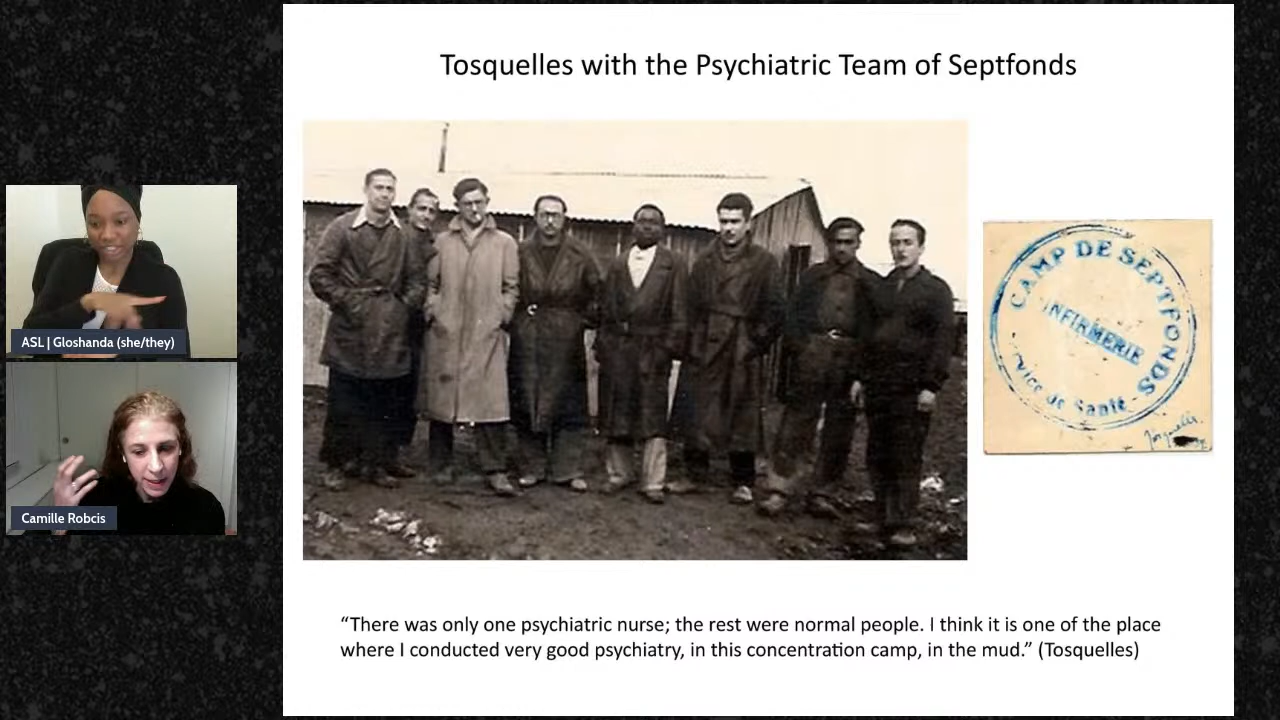 Tosquelles with the Psychiatric Team of Septfonds
ASL | Gloshanda (she/they)
Camille Robcis
CAMP DE SEPTFONDS
INFIRMERIE
de Santé
“There was only one psychiatric nurse; the rest were normal people. I think it is one of the place
where I conducted very good psychiatry, in this concentration camp, in the mud.” (Tosquelles)